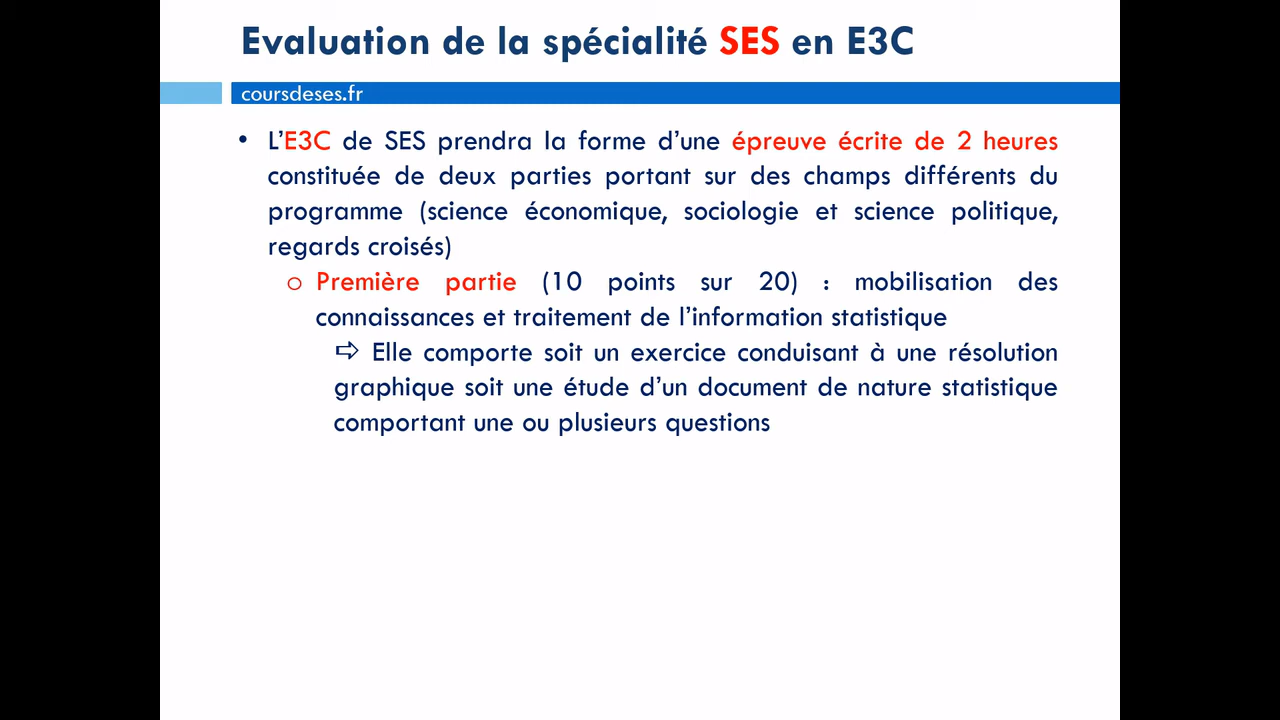 Evaluation de la spécialité SES en E3C
coursdeses.fr
• L’E3C de SES prendra la forme d’une épreuve écrite de 2 heures
constituée de deux parties portant sur des champs différents du
programme (science économique, sociologie et science politique,
regards croisés)
o Première partie (10 points sur 20) : mobilisation des
connaissances et traitement de l’information statistique
⇨ Elle comporte soit un exercice conduisant à une résolution
graphique soit une étude d’un document de nature statistique
comportant une ou plusieurs questions